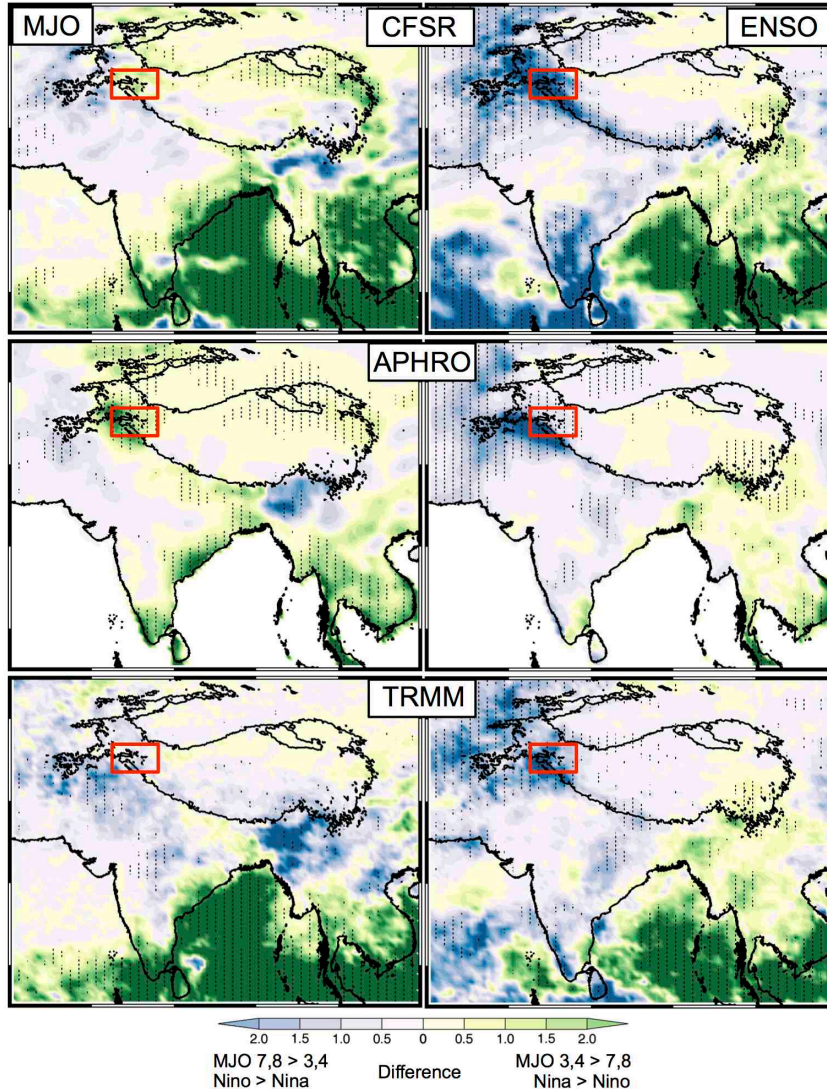 MJO CFSR ENSO
APHRO
TRMM
2.0 1.5 1.0 0.5 0 0.5 1.0 1.5 2.0
MJO 7,8 > 3,4 Difference MJO 3,4 > 7,8
Nino > Nina Nina > Nino